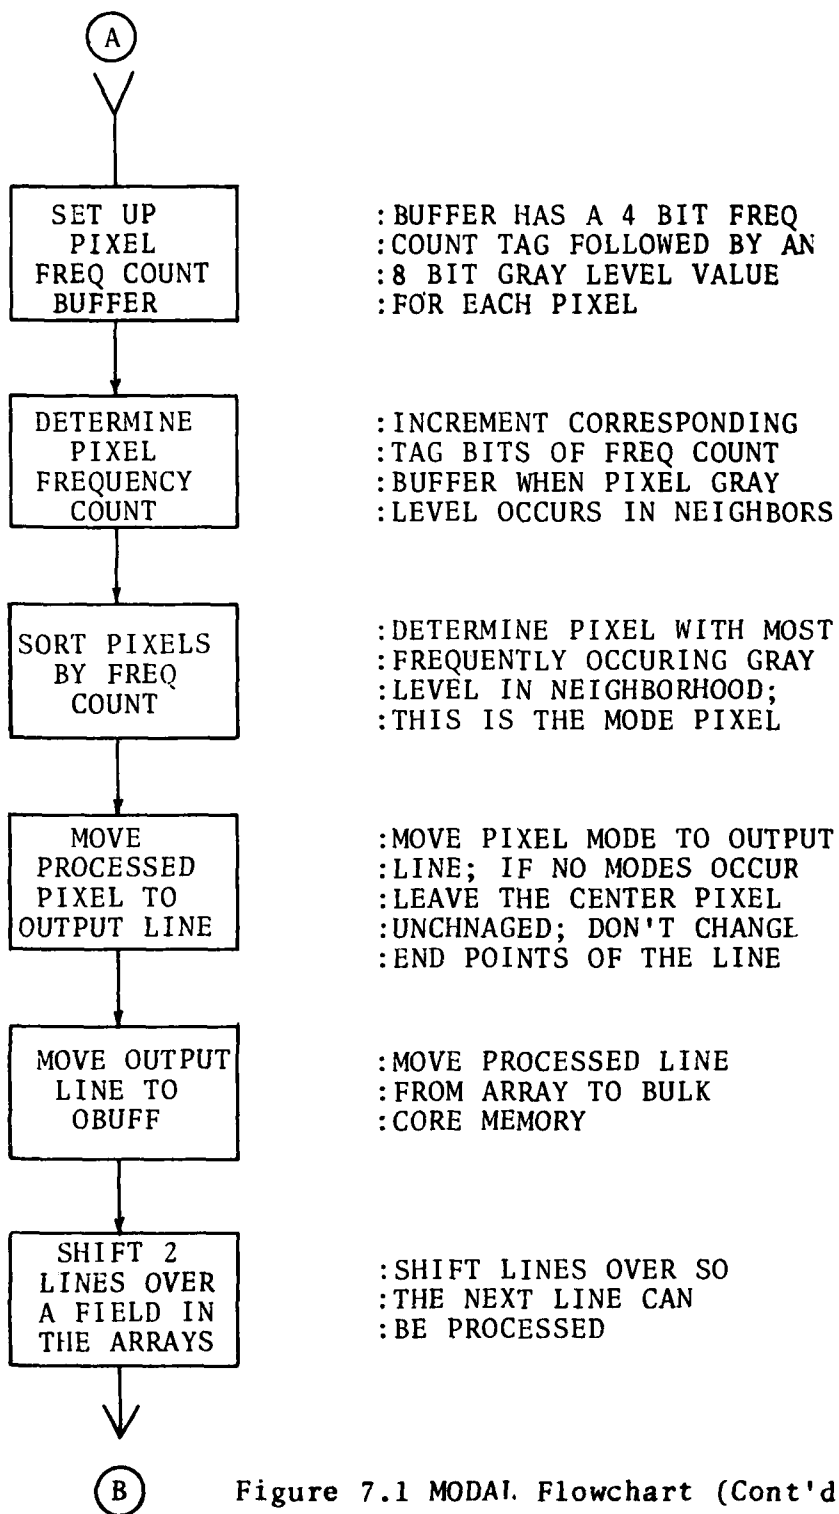 A
SET UP
PIXEL
FREQ COUNT
BUFFER
:BUFFER HAS A 4 BIT FREQ
:COUNT TAG FOLLOWED BY AN
:8 BIT GRAY LEVEL VALUE
:FOR EACH PIXEL
DETERMINE
PIXEL
FREQUENCY
COUNT
:INCREMENT CORRESPONDING
:TAG BITS OF FREQ COUNT
:BUFFER WHEN PIXEL GRAY
:LEVEL OCCURS IN NEIGHBORS
SORT PIXELS
BY FREQ
COUNT
:DETERMINE PIXEL WITH MOST
:FREQUENTLY OCCURING GRAY
:LEVEL IN NEIGHBORHOOD;
:THIS IS THE MODE PIXEL
MOVE
PROCESSED
PIXEL TO
OUTPUT LINE
:MOVE PIXEL MODE TO OUTPUT
:LINE; IF NO MODES OCCUR
:LEAVE THE CENTER PIXEL
:UNCHNAGED; DON'T CHANGE
:END POINTS OF THE LINE
MOVE OUTPUT
LINE TO
OBUFF
:MOVE PROCESSED LINE
:FROM ARRAY TO BULK
:CORE MEMORY
SHIFT 2
LINES OVER
A FIELD IN
THE ARRAYS
:SHIFT LINES OVER SO
:THE NEXT LINE CAN
:BE PROCESSED
B
Figure 7.1 MODAL Flowchart (Cont'd